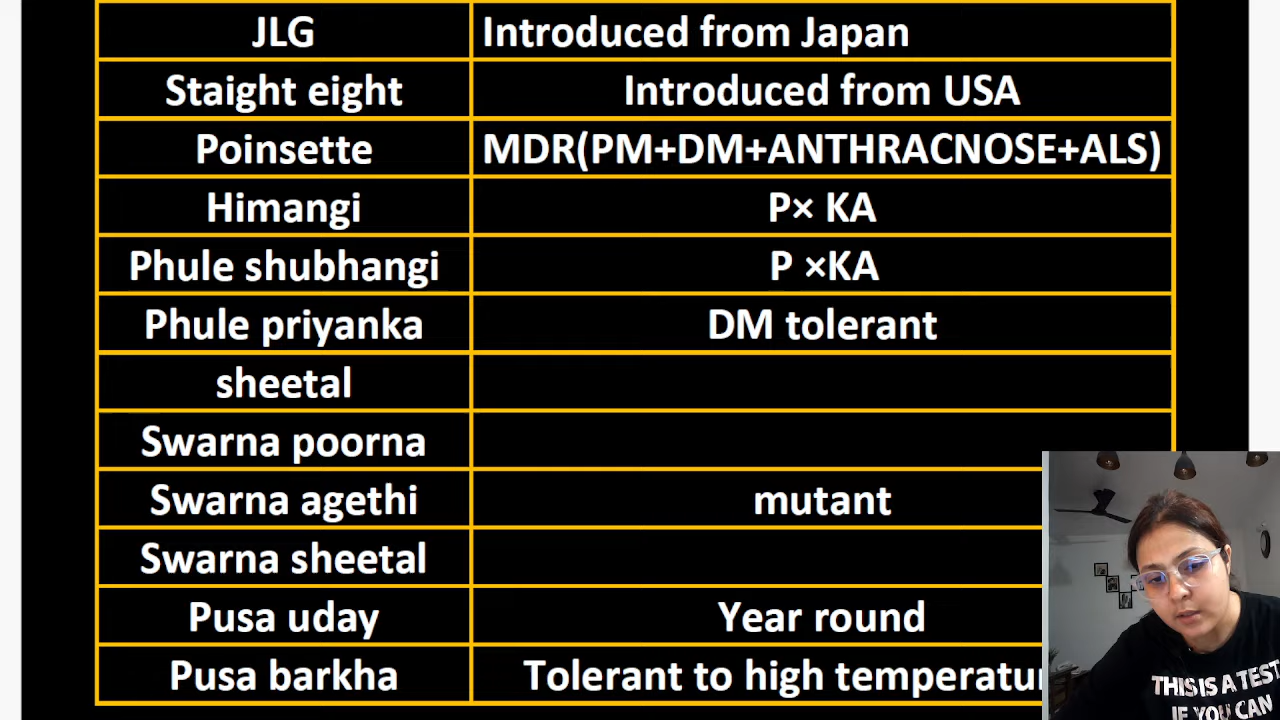 JLG Introduced from Japan
Staight eight Introduced from USA
Poinsette MDR(PM+DM+ANTHRACNOSE+ALS)
Himangi P× KA
Phule shubhangi P ×KA
Phule priyanka DM tolerant
sheetal
Swarna poorna
Swarna agethi mutant
Swarna sheetal
Pusa uday Year round
Pusa barkha Tolerant to high
THIS IS A TEST
IF YOU CAN